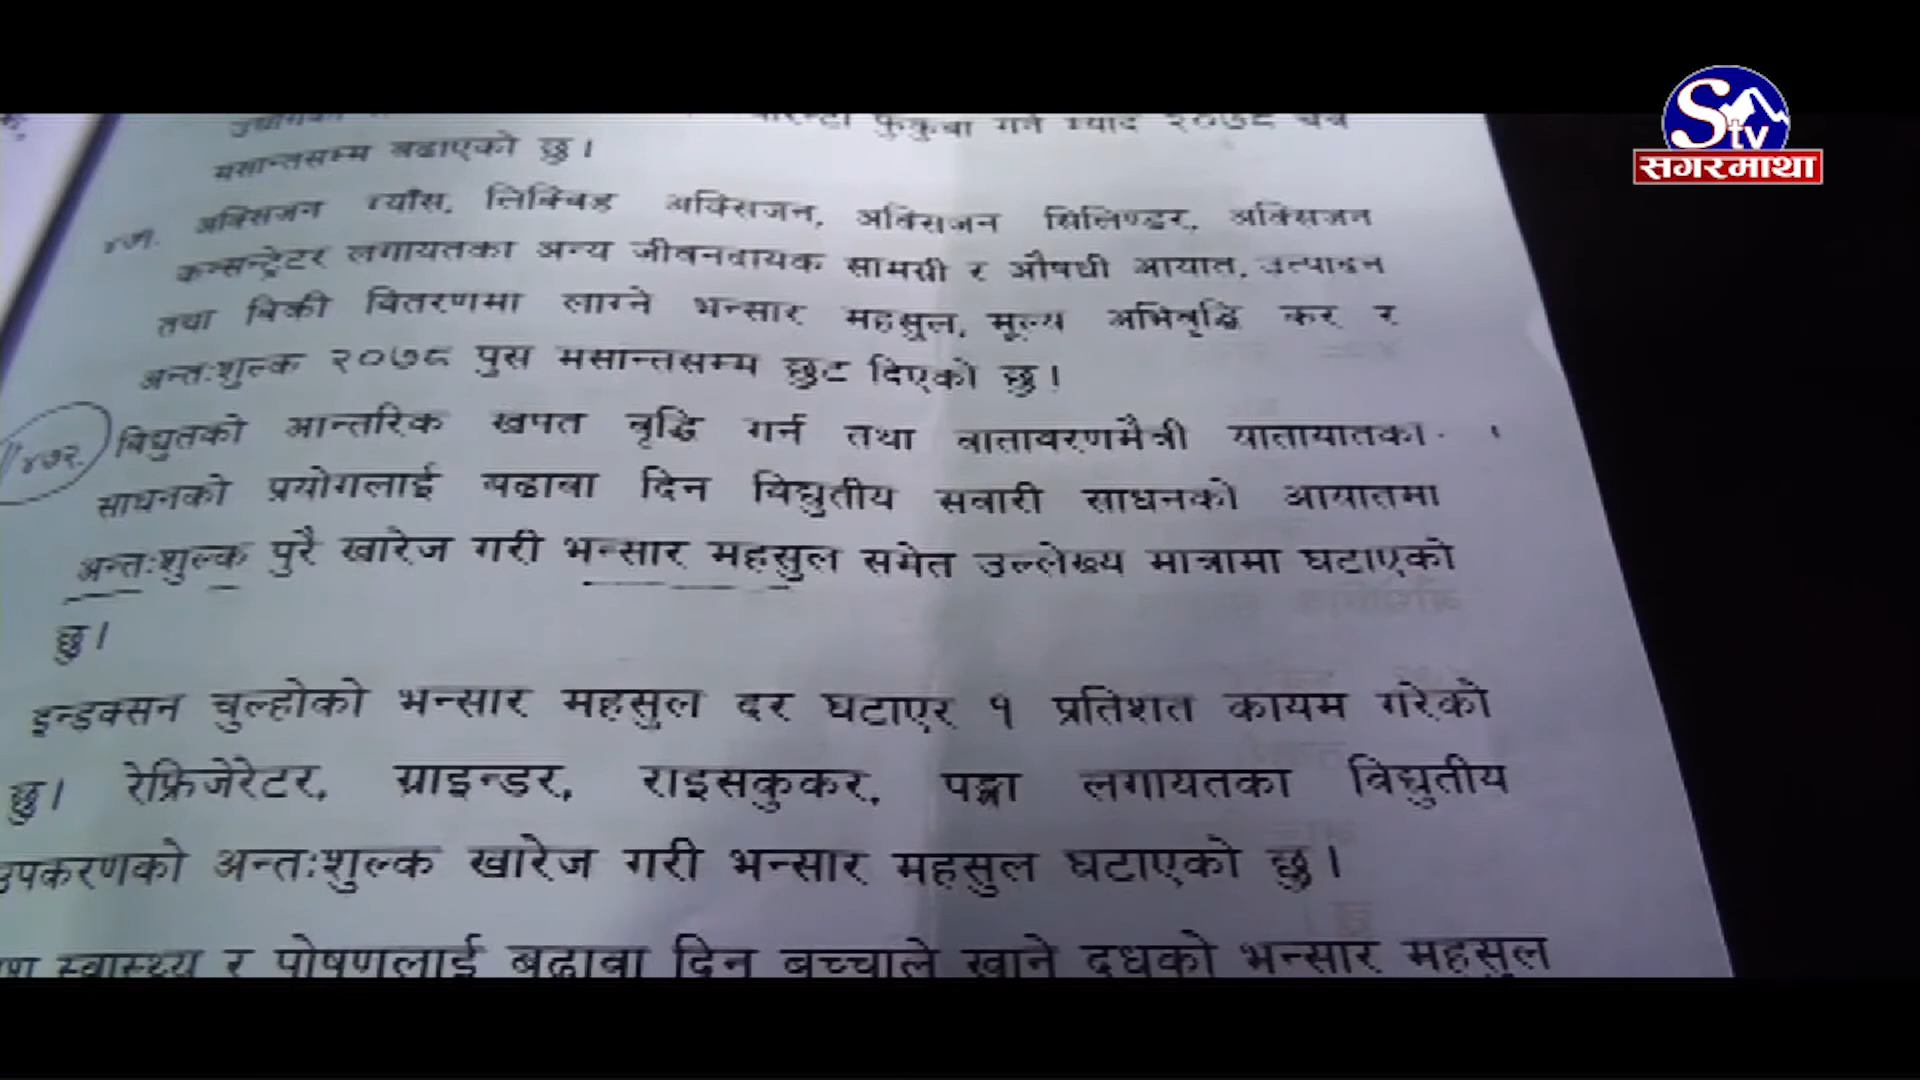 Stv
सगरमाथा
फुकुवा गर्ने म्याद २०७८ चैत्र
मसान्तसम्म बढाएको छु ।
४७१. अक्सिजन ग्याँस, लिक्विड अक्सिजन, अक्सिजन सिलिण्डर, अक्सिजन
कन्सन्ट्रेटर लगायतका अन्य जीवनदायक सामग्री र औषधी आयात, उत्पादन
तथा बिक्री वितरणमा लाग्ने भन्सार महसुल, मूल्य अभिवृद्धि कर र
अन्तःशुल्क २०७८ पुस मसान्तसम्म छुट दिएको छु ।
४७२. विद्युतको आन्तरिक खपत वृद्धि गर्न तथा वातावरणमैत्री यातायातका
साधनको प्रयोगलाई बढावा दिन विद्युतीय सवारी साधनको आयातमा
अन्तःशुल्क पुरै खारेज गरी भन्सार महसुल समेत उल्लेख्य मात्रामा घटाएको
छु ।
इन्डक्सन चुल्होको भन्सार महसुल दर घटाएर १ प्रतिशत कायम गरेको
छु । रेफ्रिजेरेटर, ग्राइन्डर, राइसकुकर, पङ्खा लगायतका विद्युतीय
उपकरणको अन्तःशुल्क खारेज गरी भन्सार महसुल घटाएको छु ।
स्वास्थ्य र पोषणलाई बढावा दिन बच्चाले खाने दुधको भन्सार महसुल